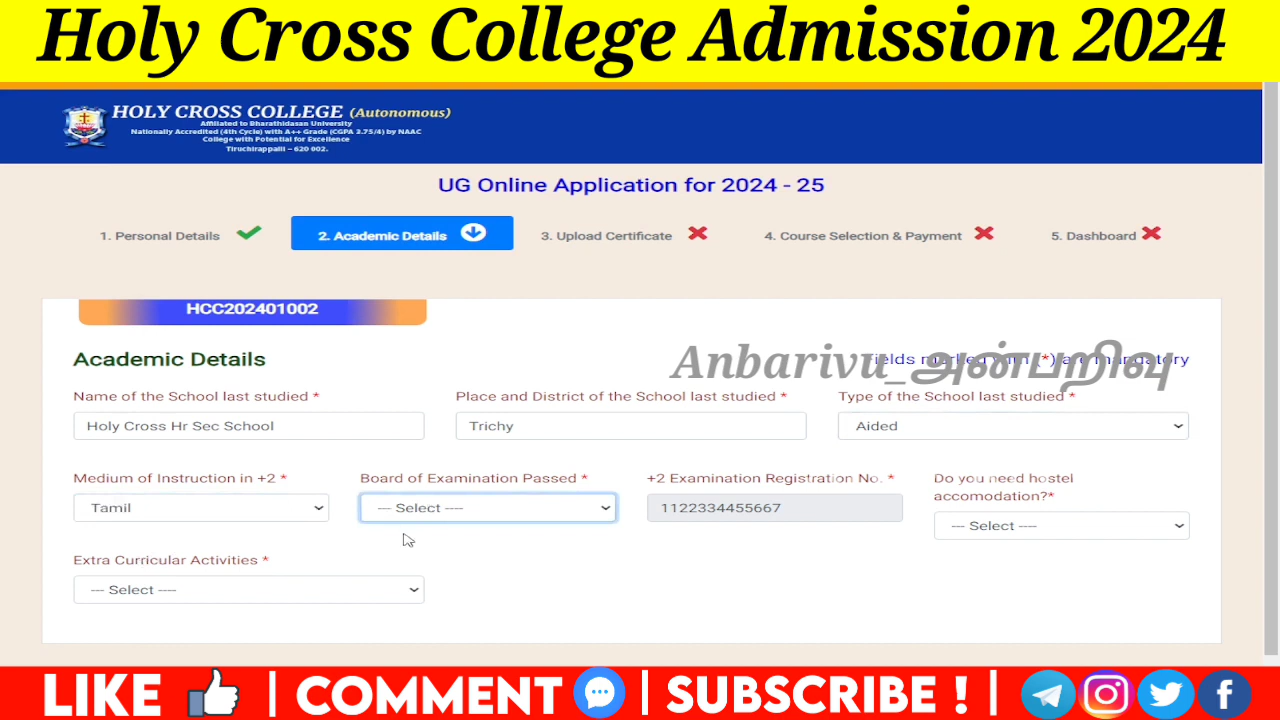 Holy Cross College Admission 2024
HOLY CROSS COLLEGE (Autonomous)
Affiliated to Bharathidasan University
Nationally Accredited (4th Cycle) with A++ Grade (CGPA 3.75/4) by NAAC
College with Potential for Excellence
Tiruchirappalli – 620 002.
UG Online Application for 2024 - 25
1. Personal Details
2. Academic Details
3. Upload Certificate
4. Course Selection & Payment
5. Dashboard
HCC202401002
Academic Details
Fields marked with (*) are mandatory
Anbarivu_அன்பறிவு
Name of the School last studied *
Place and District of the School last studied *
Type of the School last studied *
Holy Cross Hr Sec School
Trichy
Aided
Medium of Instruction in +2 *
Board of Examination Passed *
+2 Examination Registration No. *
Do you need hostel
accomodation?*
Tamil
--- Select ----
1122334455667
--- Select ----
Extra Curricular Activities *
--- Select ----
LIKE | COMMENT | SUBSCRIBE ! |